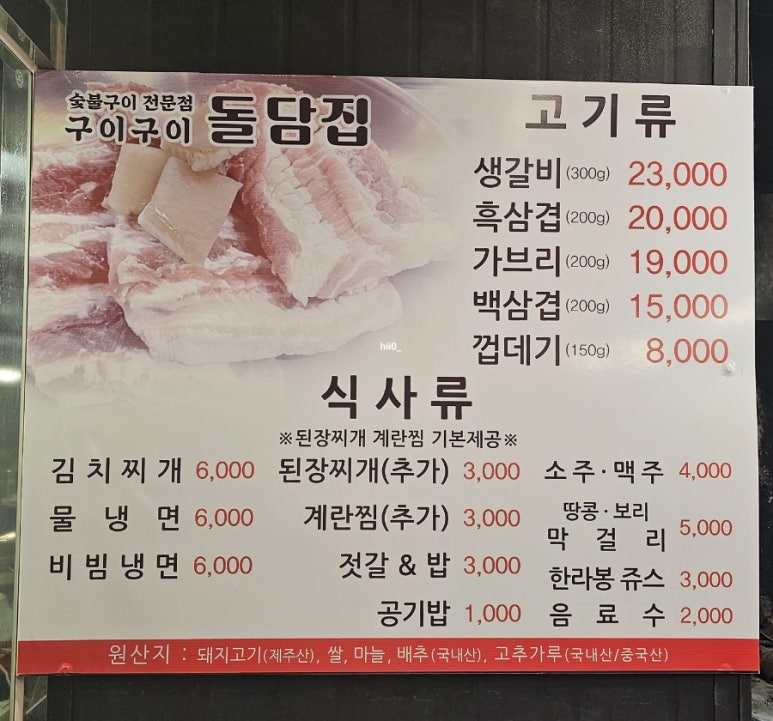 숯불구이 전문점
구이구이 돌담집
고기류
생갈비(300g) 23,000
흑삼겹(200g) 20,000
가브리(200g) 19,000
백삼겹(200g) 15,000
껍데기(150g) 8,000
hii0_
식사류
※된장찌개 계란찜 기본제공※
김치찌개 6,000
물냉면 6,000
비빔냉면 6,000
된장찌개(추가) 3,000
계란찜(추가) 3,000
젓갈 & 밥 3,000
공기밥 1,000
소주·맥주 4,000
땅콩·보리
막걸리 5,000
한라봉 쥬스 3,000
음료수 2,000
원산지 : 돼지고기(제주산), 쌀, 마늘, 배추(국내산), 고추가루(국내산/중국산)